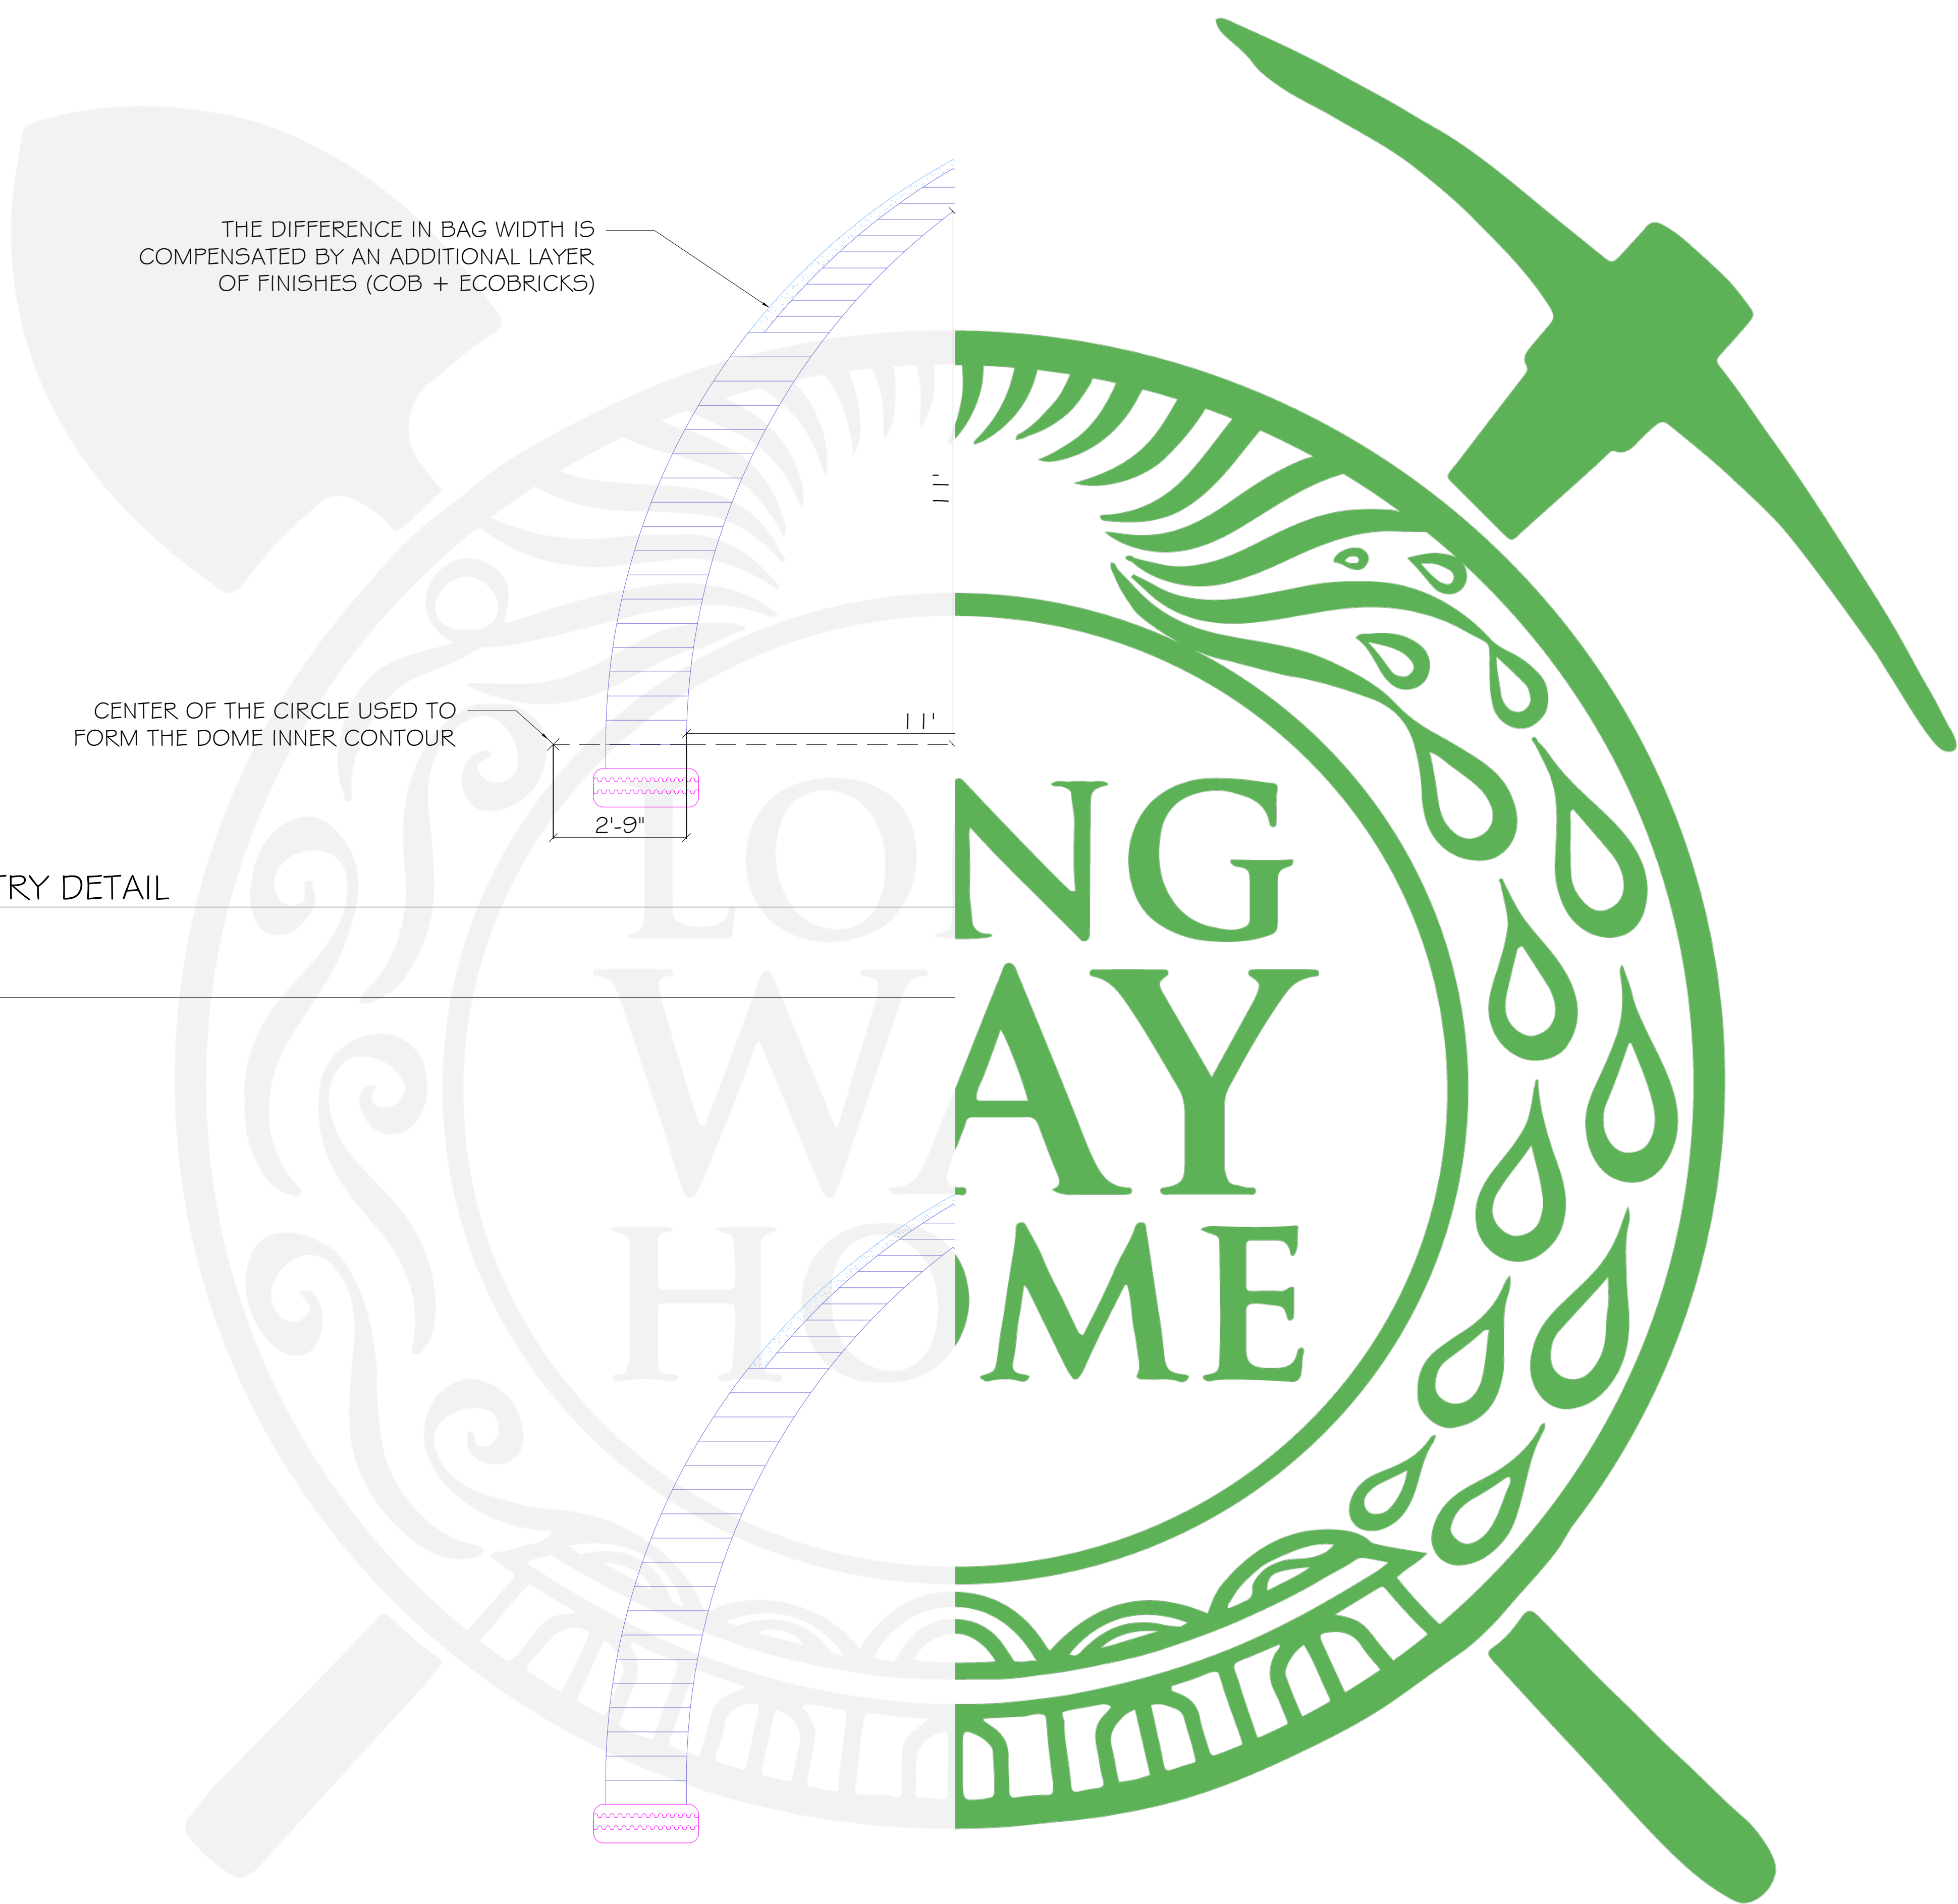 THE DIFFERENCE IN BAG WIDTH IS
COMPENSATED BY AN ADDITIONAL LAYER
OF FINISHES (COB + ECOBRICKS)
11'
CENTER OF THE CIRCLE USED TO
FORM THE DOME INNER CONTOUR
11'
2'-9"
TRY DETAIL
LONG
WAY
HOME